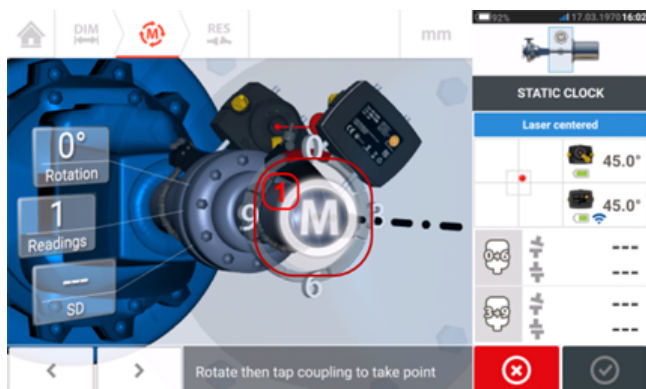 92% 17.03.1970 16:02
DIM
M
RES
mm
STATIC CLOCK
Laser centered
45.0°
45.0°
0°
Rotation
1
Readings
---
SD
0
1
M
9
3
6
0•6
---
---
3•9
---
---
Rotate then tap coupling to take point